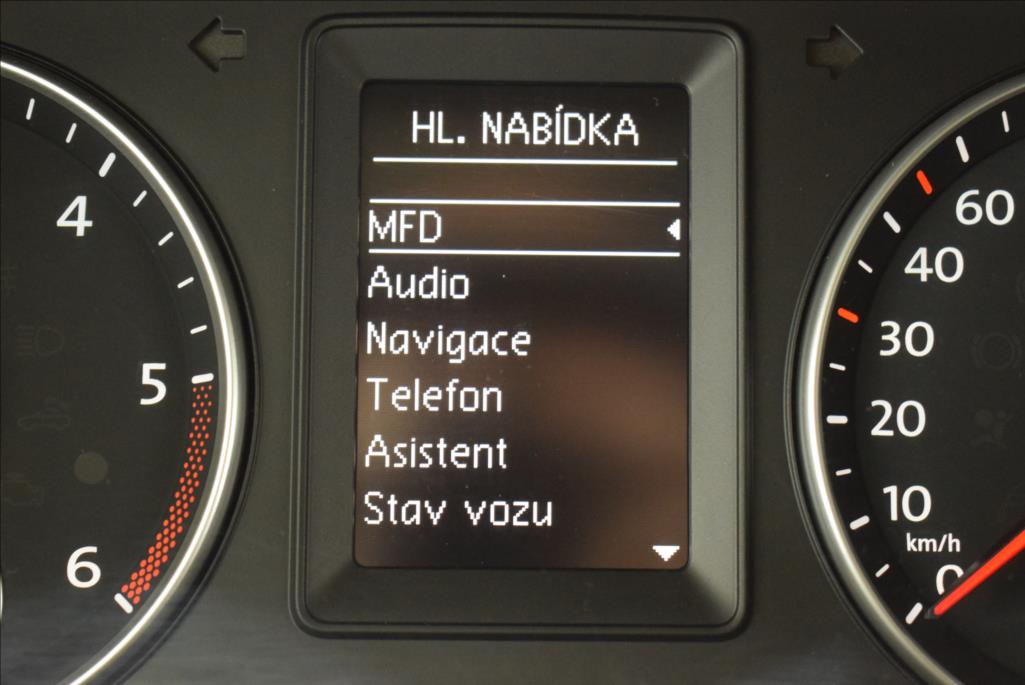 HL. NABÍDKA
MFD
Audio
Navigace
Telefon
Asistent
Stav vozu
4
5
6
60
40
30
20
10
km/h
0